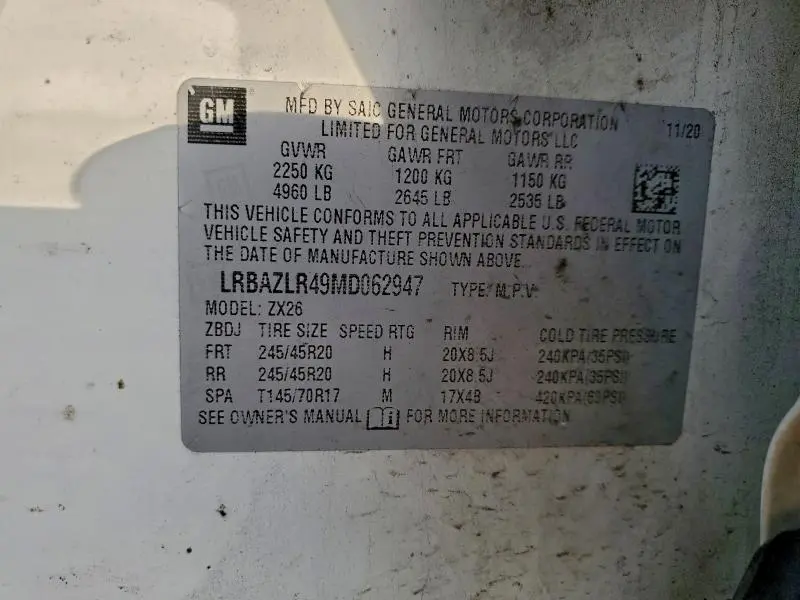 GM
MFD BY SAIC GENERAL MOTORS CORPORATION
LIMITED FOR GENERAL MOTORS LLC
11/20
GVWR GAWR FRT GAWR RR
2250 KG 1200 KG 1150 KG
4960 LB 2645 LB 2535 LB
THIS VEHICLE CONFORMS TO ALL APPLICABLE U.S. FEDERAL MOTOR
VEHICLE SAFETY AND THEFT PREVENTION STANDARDS IN EFFECT ON
THE DATE OF MANUFACTURE SHOWN ABOVE.
LRBAZLR49MD062947 TYPE: M.P.V.
MODEL: ZX26
ZBDJ TIRE SIZE SPEED RTG RIM COLD TIRE PRESSURE
FRT 245/45R20 H 20X8.5J 240KPA(35PSI)
RR 245/45R20 H 20X8.5J 240KPA(35PSI)
SPA T145/70R17 M 17X4B 420KPA(60PSI)
SEE OWNER'S MANUAL FOR MORE INFORMATION